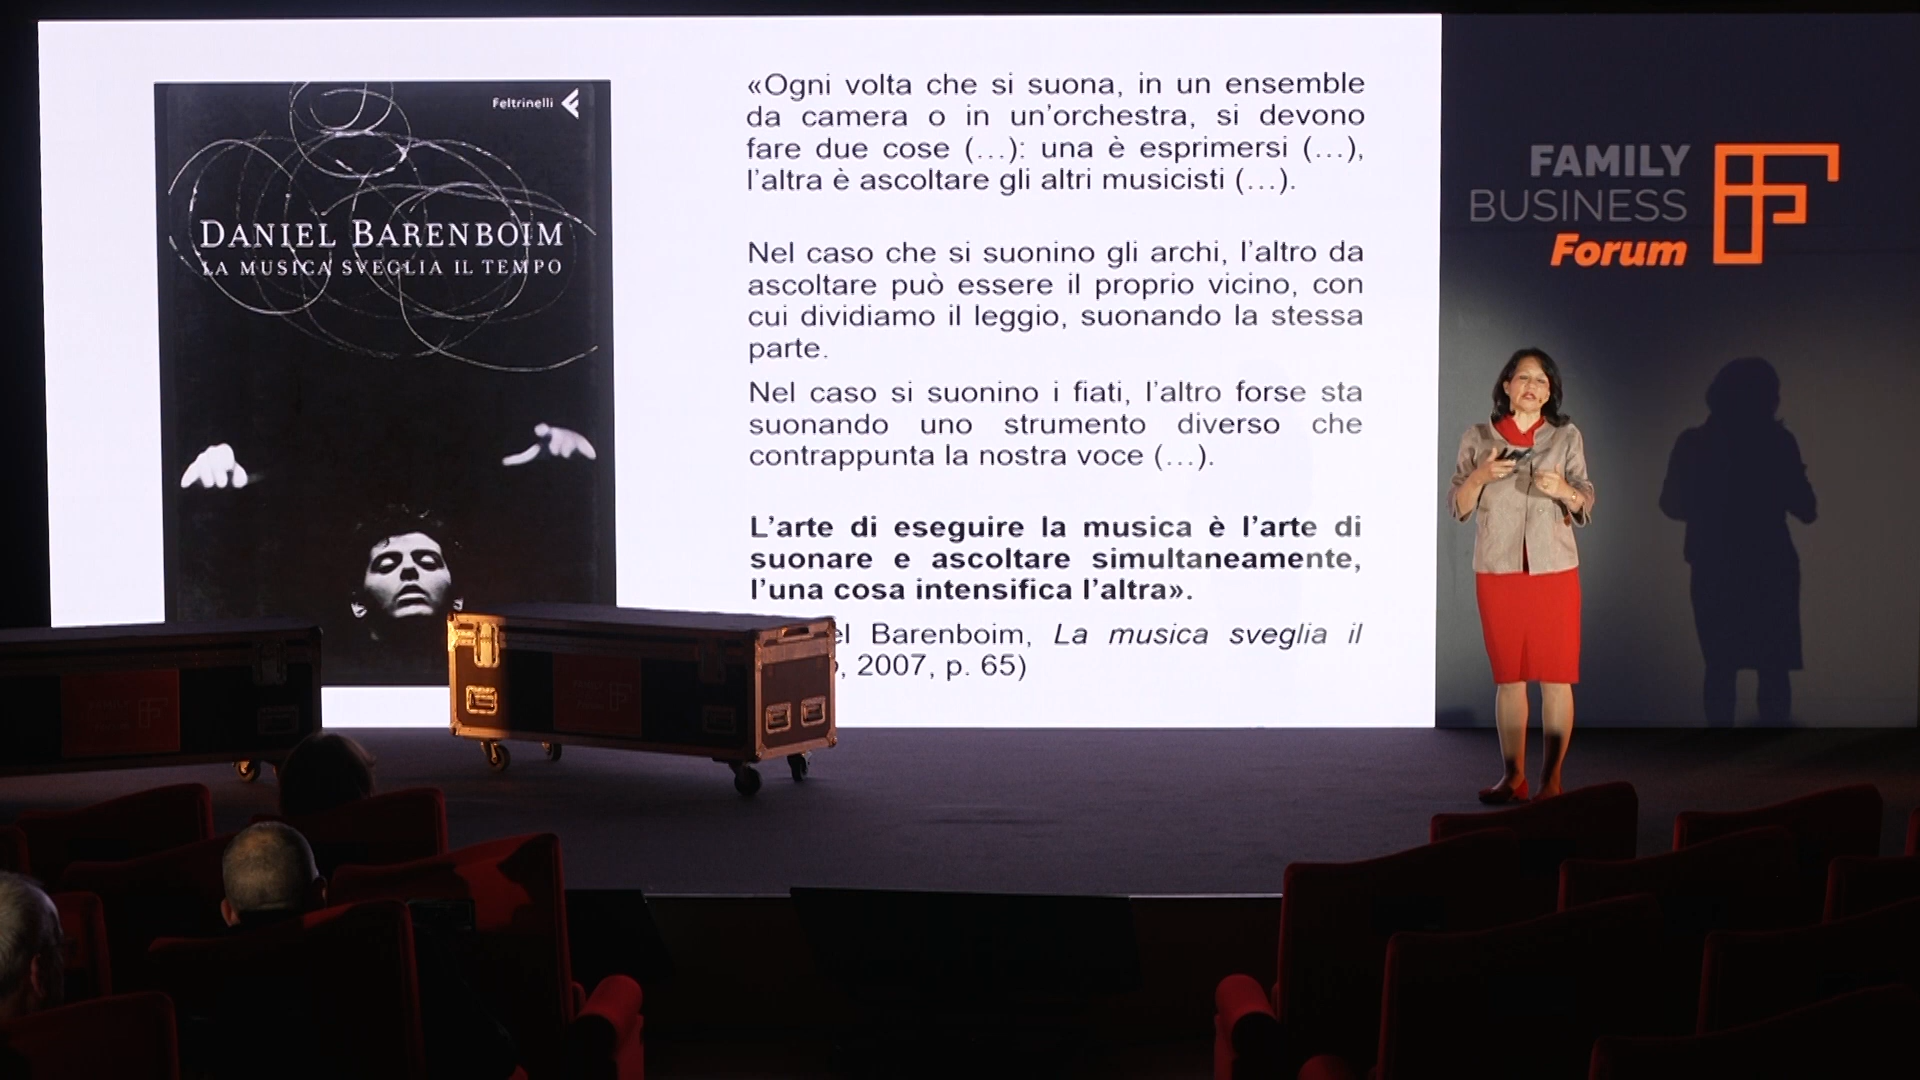 Feltrinelli
DANIEL BARENBOIM
LA MUSICA SVEGLIA IL TEMPO
«Ogni volta che si suona, in un ensemble
da camera o in un'orchestra, si devono
fare due cose (…): una è esprimersi (…),
l'altra è ascoltare gli altri musicisti (…).
Nel caso che si suonino gli archi, l'altro da
ascoltare può essere il proprio vicino, con
cui dividiamo il leggio, suonando la stessa
parte.
Nel caso si suonino i fiati, l'altro forse sta
suonando uno strumento diverso che
contrappunta la nostra voce (…).
L'arte di eseguire la musica è l'arte di
suonare e ascoltare simultaneamente,
l'una cosa intensifica l'altra».
Barenboim, La musica sveglia il
, 2007, p. 65)
FAMILY
BUSINESS
Forum
FAMILY
Forum